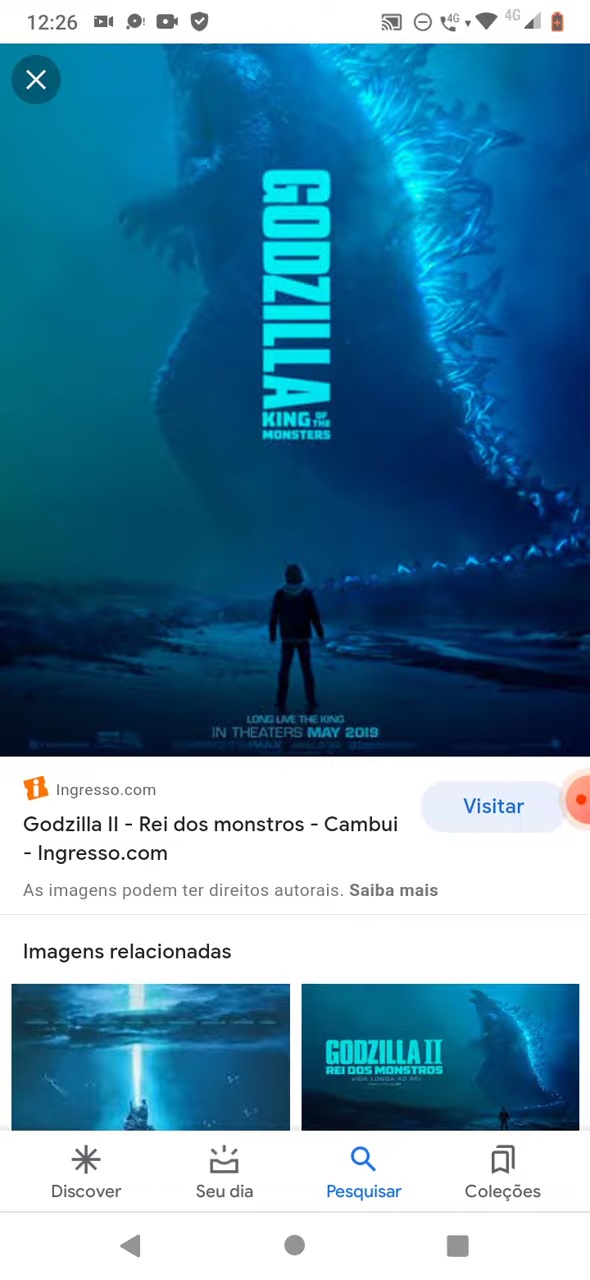 12:26
4G
4G
GODZILLA
KING OF THE
MONSTERS
LONG LIVE THE KING
IN THEATERS MAY 2019
IMAX
Ingresso.com
Visitar
Godzilla II - Rei dos monstros - Cambui
- Ingresso.com
As imagens podem ter direitos autorais. Saiba mais
Imagens relacionadas
GODZILLA II
REI DOS MONSTROS
VIDA LONGA AO REI
Discover
Seu dia
Pesquisar
Coleções